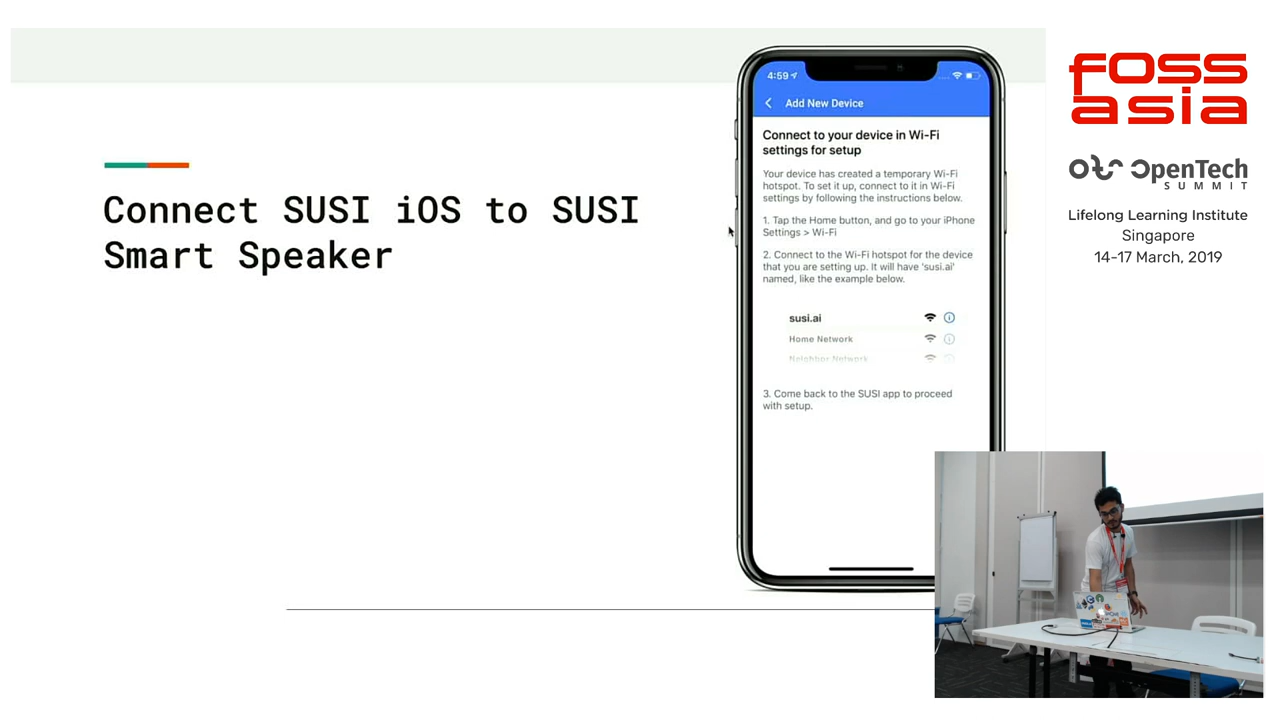 Connect SUSI iOS to SUSI
Smart Speaker
4:59
Add New Device
Connect to your device in Wi-Fi
settings for setup
Your device has created a temporary Wi-Fi
hotspot. To set it up, connect to it in Wi-Fi
settings by following the instructions below.
1. Tap the Home button, and go to your iPhone
Settings > Wi-Fi
2. Connect to the Wi-Fi hotspot for the device
that you are setting up. It will have 'susi.ai'
named, like the example below.
susi.ai
Home Network
Neighbor Network
3. Come back to the SUSI app to proceed
with setup.
FOSS
asia
OpenTech
SUMMIT
Lifelong Learning Institute
Singapore
14-17 March, 2019